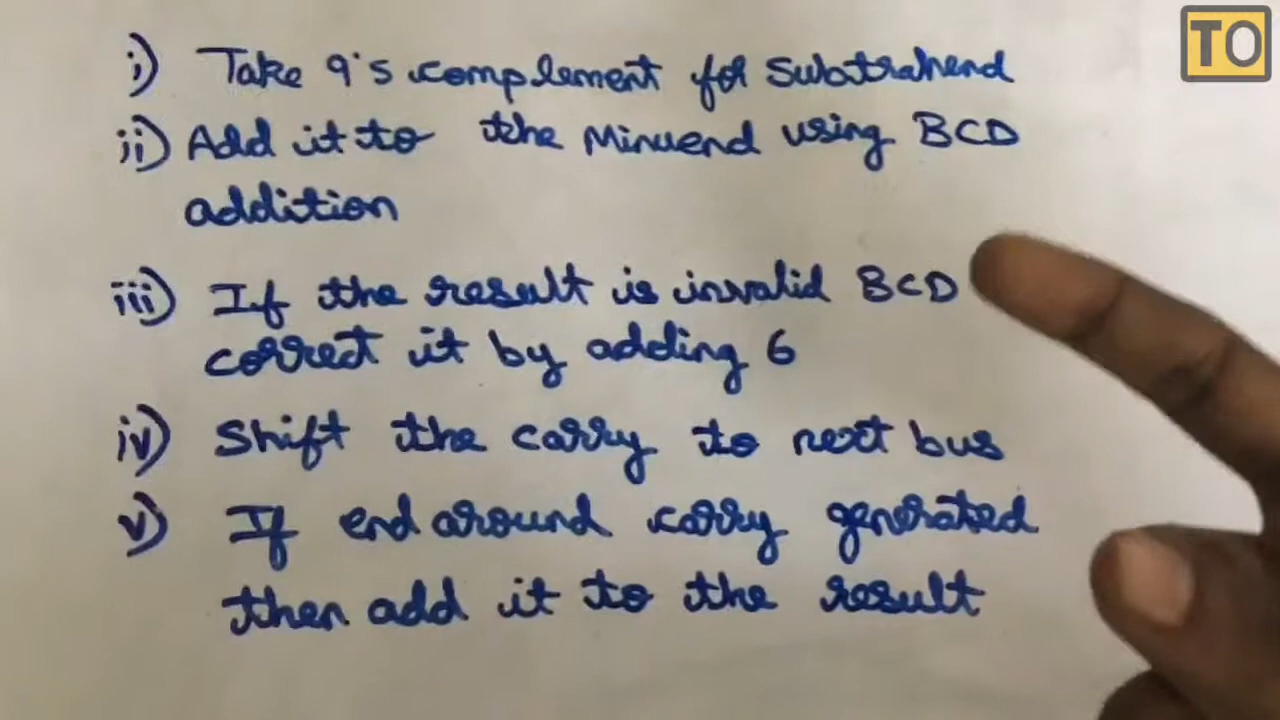 TO
i) Take 9's complement for Subtrahend
ii) Add it to the Minuend using BCD
addition
iii) If the result is invalid BCD
correct it by adding 6
iv) Shift the carry to next bus
v) If end around carry generated
then add it to the result